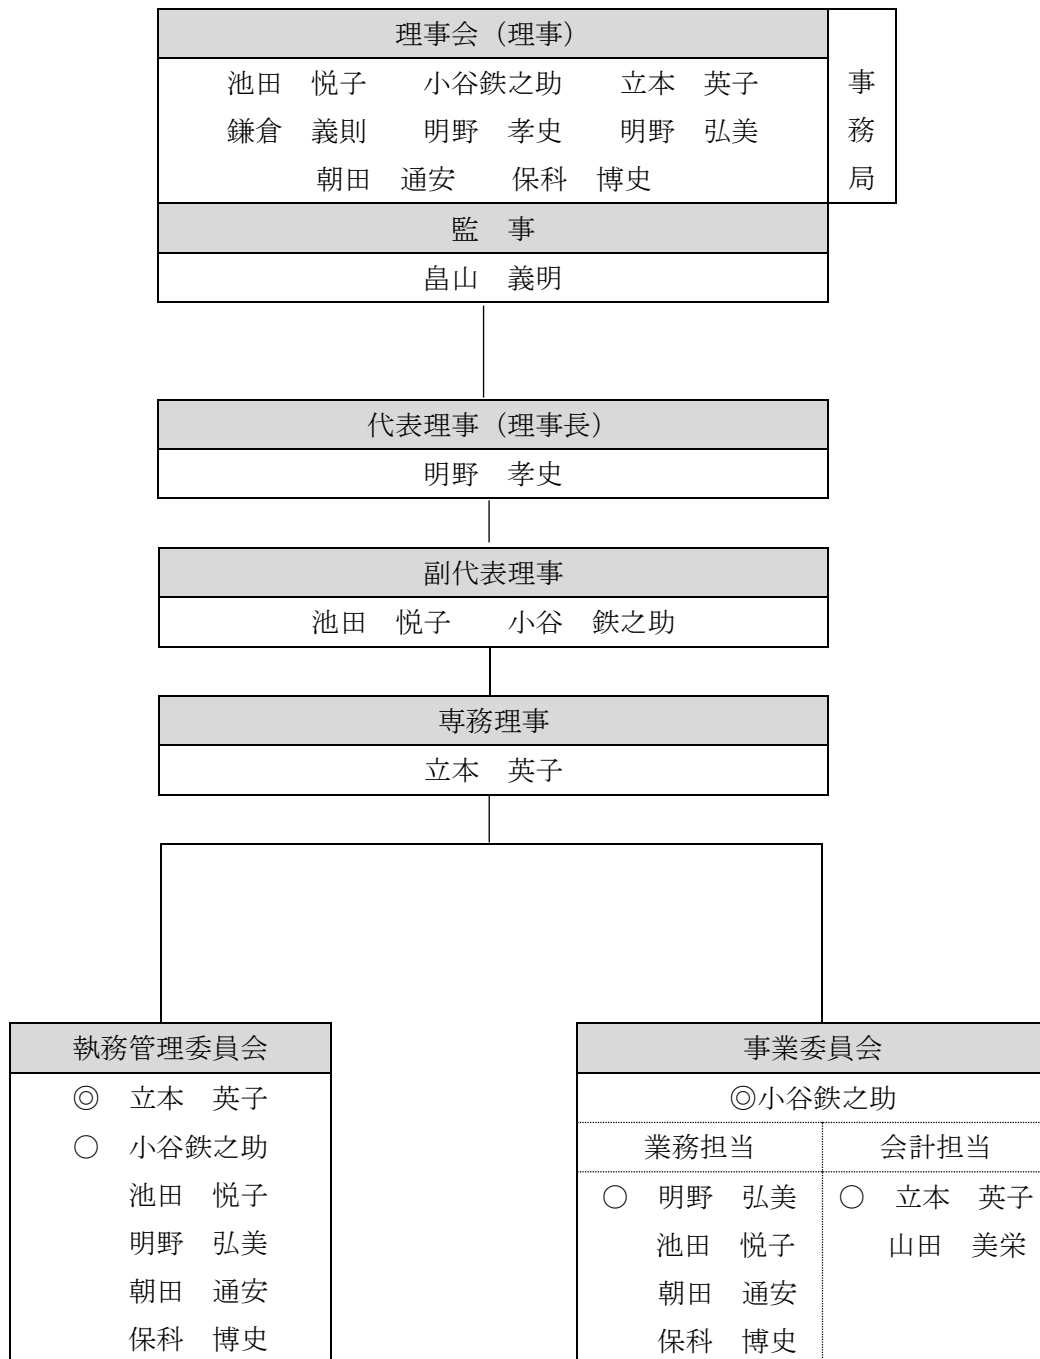 理事会（理事）
池田　悦子　　小谷鉄之助　　立本　英子
鎌倉　義則　　明野　孝史　　明野　弘美
朝田　通安　　保科　博史
事
務
局
監　事
畠山　義明
代表理事（理事長）
明野　孝史
副代表理事
池田　悦子　　小谷　鉄之助
専務理事
立本　英子
執務管理委員会
◎　立本　英子
○　小谷鉄之助
池田　悦子
明野　弘美
朝田　通安
保科　博史
事業委員会
◎小谷鉄之助
業務担当
○　明野　弘美
池田　悦子
朝田　通安
保科　博史
会計担当
○　立本　英子
山田　美栄